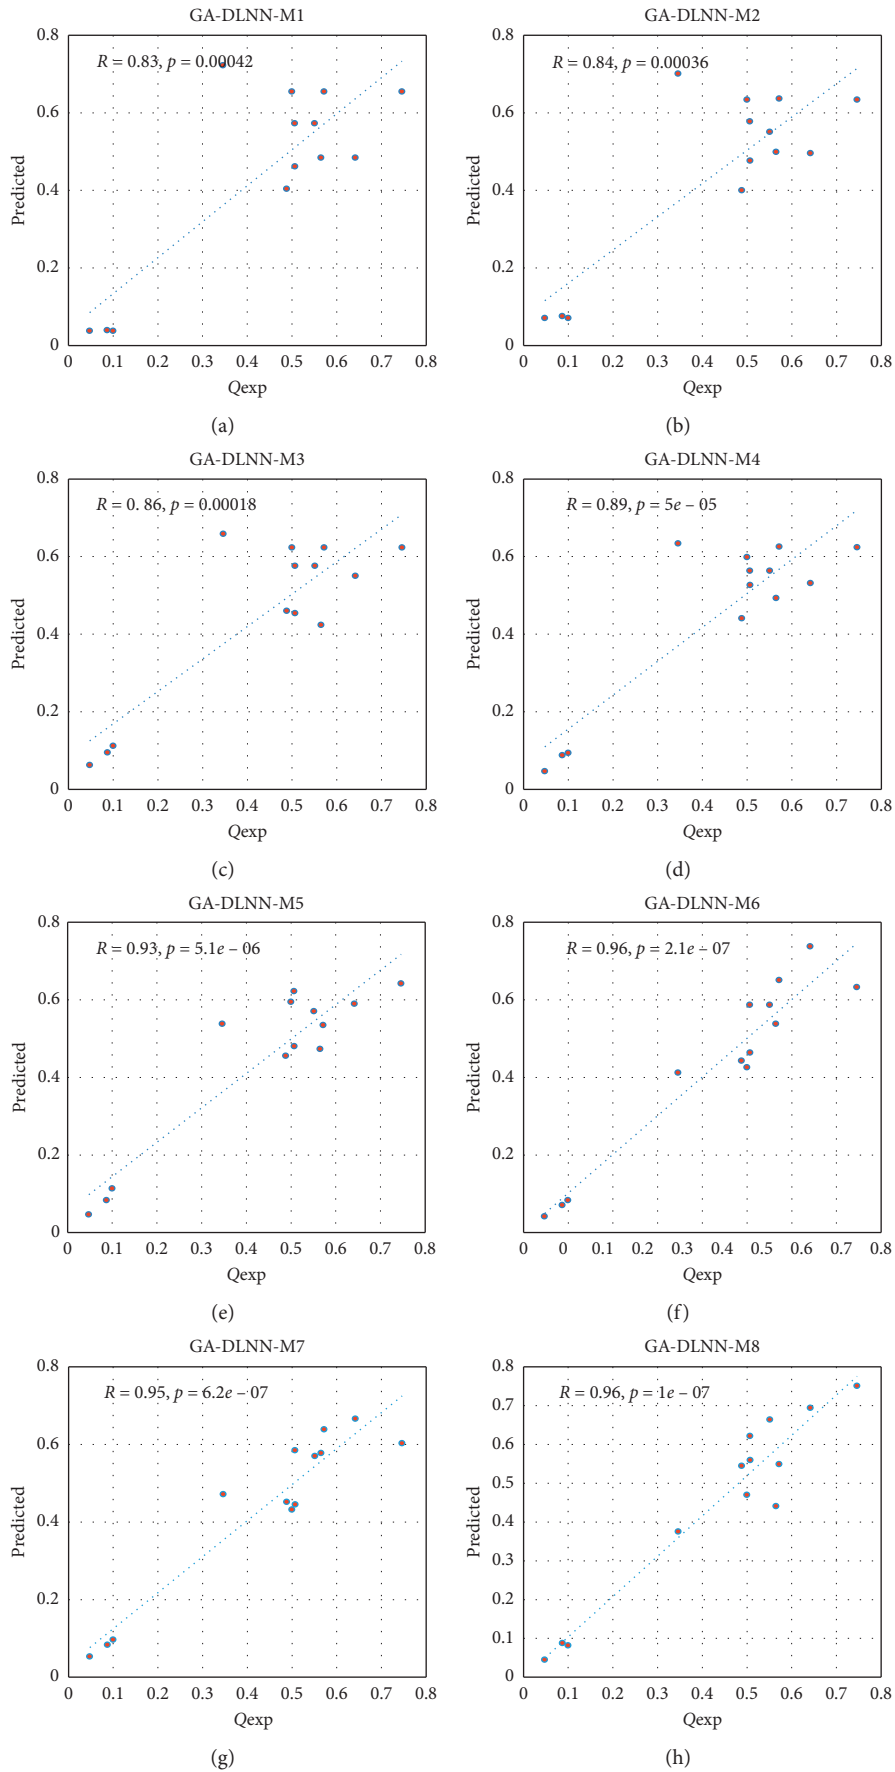 GA-DLNN-M1
R = 0.83, p = 0.00042
0.8
0.6
0.4
0.2
0
Predicted
0 0.1 0.2 0.3 0.4 0.5 0.6 0.7 0.8
Qexp
(a)
GA-DLNN-M2
R = 0.84, p = 0.00036
0.8
0.6
0.4
0.2
0
Predicted
0 0.1 0.2 0.3 0.4 0.5 0.6 0.7 0.8
Qexp
(b)
GA-DLNN-M3
R = 0. 86, p = 0.00018
0.8
0.6
0.4
0.2
0
Predicted
0 0.1 0.2 0.3 0.4 0.5 0.6 0.7 0.8
Qexp
(c)
GA-DLNN-M4
R = 0.89, p = 5e – 05
0.8
0.6
0.4
0.2
0
Predicted
0 0.1 0.2 0.3 0.4 0.5 0.6 0.7 0.8
Qexp
(d)
GA-DLNN-M5
R = 0.93, p = 5.1e – 06
0.8
0.6
0.4
0.2
0
Predicted
0 0.1 0.2 0.3 0.4 0.5 0.6 0.7 0.8
Qexp
(e)
GA-DLNN-M6
R = 0.96, p = 2.1e – 07
0.8
0.6
0.4
0.2
0
Predicted
0 0 0.1 0.2 0.3 0.4 0.5 0.6 0.7 0.8
Qexp
(f)
GA-DLNN-M7
R = 0.95, p = 6.2e – 07
0.8
0.6
0.4
0.2
0
Predicted
0 0.1 0.2 0.3 0.4 0.5 0.6 0.7 0.8
Qexp
(g)
GA-DLNN-M8
R = 0.96, p = 1e – 07
0.8
0.7
0.6
0.5
0.4
0.3
0.2
0.1
0
Predicted
0 0.1 0.2 0.3 0.4 0.5 0.6 0.7 0.8
Qexp
(h)